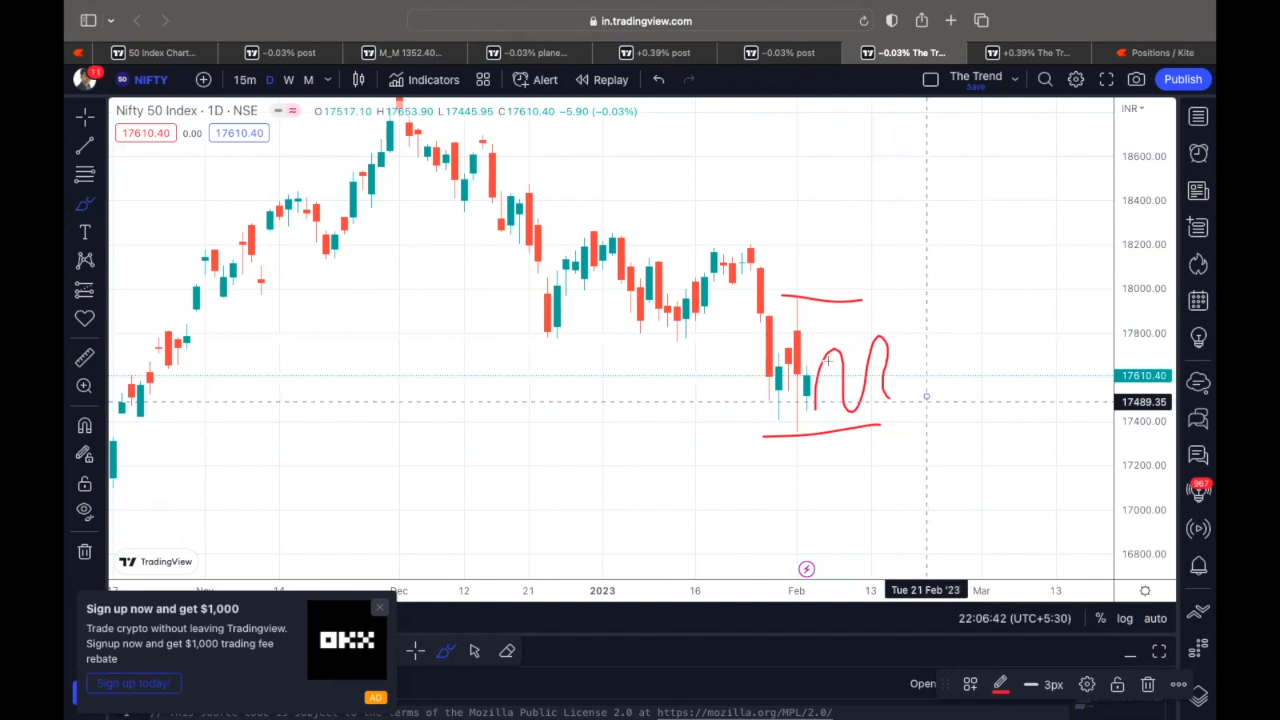 in.tradingview.com
50 Index Chart...
−0.03% post
M_M 1352.40...
−0.03% plane...
+0.39% post
−0.03% post
−0.03% The Tr...
+0.39% The Tr...
Positions / Kite
11
50 NIFTY
15m D W M
Indicators
Alert
Replay
The Trend
Save
Publish
Nifty 50 Index · 1D · NSE
O17517.10 H17653.90 L17445.95 C17610.40 −5.90 (−0.03%)
INR
17610.40 0.00 17610.40
18600.00
18400.00
18200.00
18000.00
17800.00
17610.40
17489.35
17400.00
17200.00
17000.00
16800.00
967
TradingView
17 Nov 14 Dec 12 21 2023 16 Feb 13 Tue 21 Feb '23 Mar 13
22:06:42 (UTC+5:30) % log auto
Sign up now and get $1,000
Trade crypto without leaving Tradingview.
Signup now and get $1,000 trading fee
rebate
Sign up today!
OKX
AD
Open
3px
// This source code is subject to the terms of the Mozilla Public License 2.0 at https://mozilla.org/MPL/2.0/